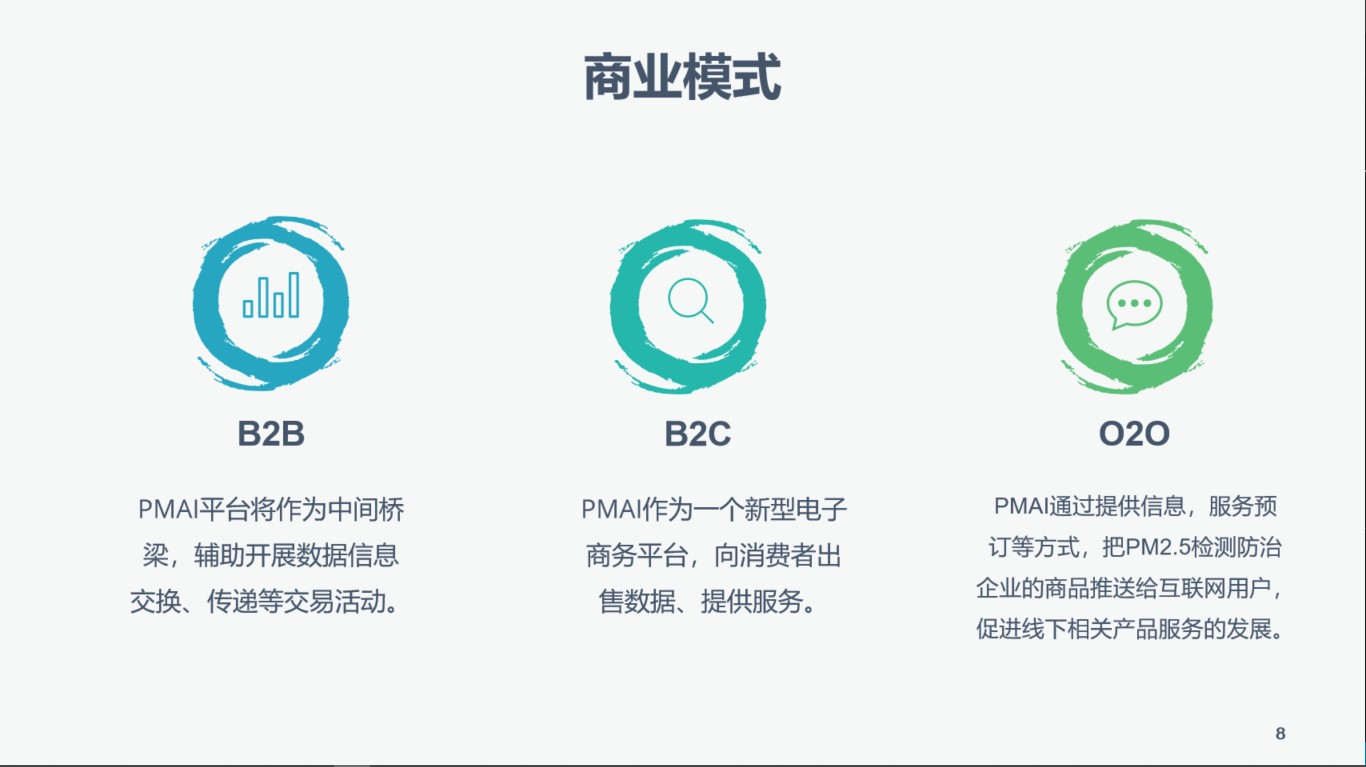 商业模式
B2B
PMAI平台将作为中间桥
梁，辅助开展数据信息
交换、传递等交易活动。
B2C
PMAI作为一个新型电子
商务平台，向消费者出
售数据、提供服务。
O2O
PMAI通过提供信息，服务预
订等方式，把PM2.5检测防治
企业的商品推送给互联网用户，
促进线下相关产品服务的发展。
8